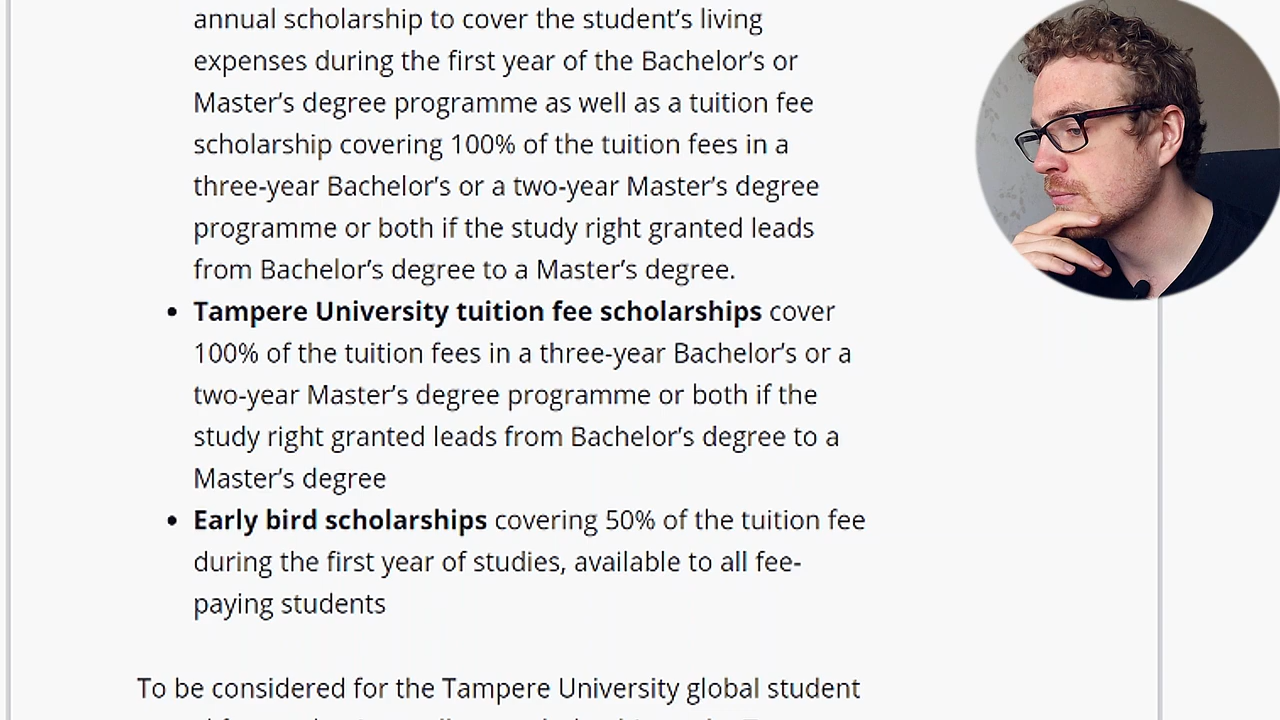 annual scholarship to cover the student’s living
expenses during the first year of the Bachelor’s or
Master’s degree programme as well as a tuition fee
scholarship covering 100% of the tuition fees in a
three-year Bachelor’s or a two-year Master’s degree
programme or both if the study right granted leads
from Bachelor’s degree to a Master’s degree.
• Tampere University tuition fee scholarships cover
100% of the tuition fees in a three-year Bachelor’s or a
two-year Master’s degree programme or both if the
study right granted leads from Bachelor’s degree to a
Master’s degree
• Early bird scholarships covering 50% of the tuition fee
during the first year of studies, available to all fee-
paying students
To be considered for the Tampere University global student